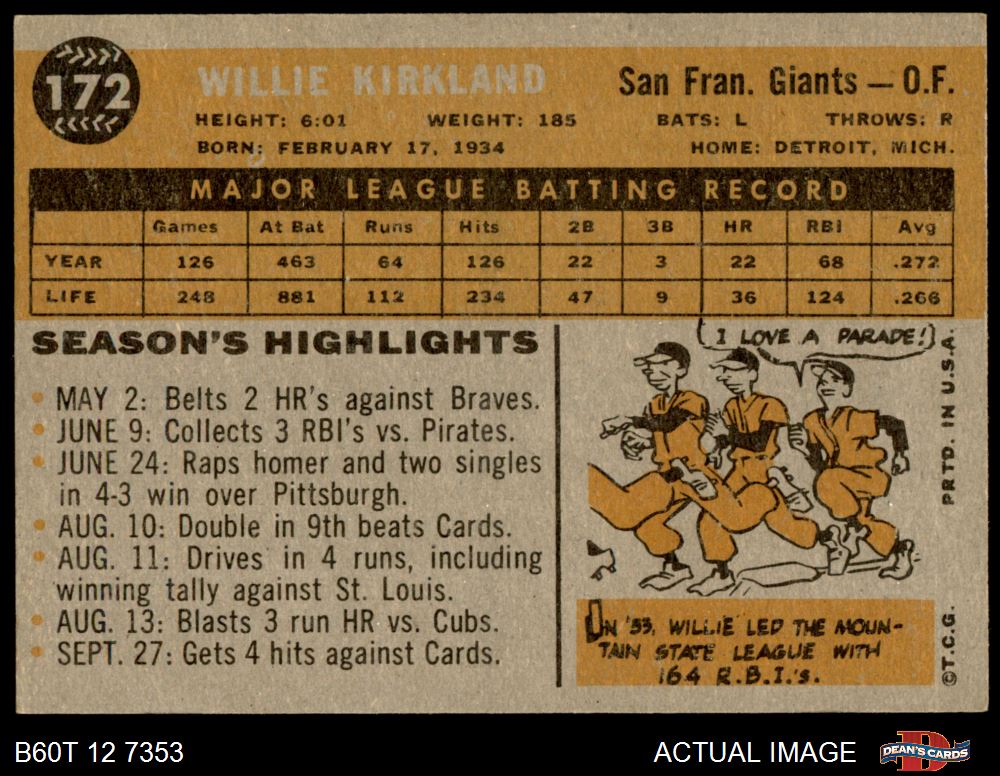 172
WILLIE KIRKLAND
San Fran. Giants — O.F.
HEIGHT: 6:01 WEIGHT: 185 BATS: L THROWS: R
BORN: FEBRUARY 17, 1934 HOME: DETROIT, MICH.
MAJOR LEAGUE BATTING RECORD
Games At Bat Runs Hits 2B 3B HR RBI Avg
YEAR 126 463 64 126 22 3 22 68 .272
LIFE 248 881 112 234 47 9 36 124 .266
SEASON'S HIGHLIGHTS
• MAY 2: Belts 2 HR's against Braves.
• JUNE 9: Collects 3 RBI's vs. Pirates.
• JUNE 24: Raps homer and two singles
in 4-3 win over Pittsburgh.
• AUG. 10: Double in 9th beats Cards.
• AUG. 11: Drives in 4 runs, including
winning tally against St. Louis.
• AUG. 13: Blasts 3 run HR vs. Cubs.
• SEPT. 27: Gets 4 hits against Cards.
I LOVE A PARADE!
ON '53, WILLIE LED THE MOUN-
TAIN STATE LEAGUE WITH
164 R.B.I.'s.
PRTD. IN U.S.A.
©T.C.G.
B60T 12 7353
ACTUAL IMAGE
DEAN'S CARDS